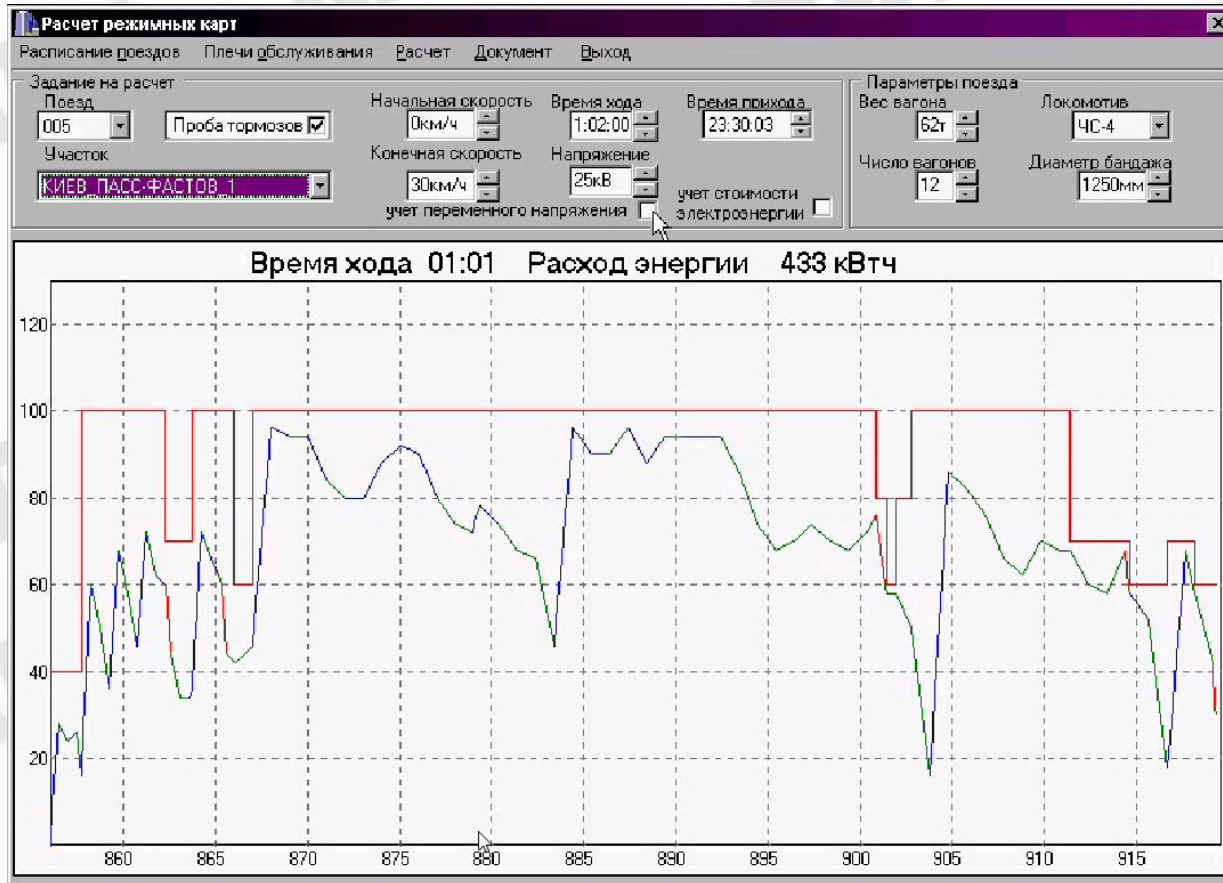 Расчет режимных карт
Расписание поездов Плечи обслуживания Расчет Документ Выход
Задание на расчет
Поезд
005
Проба тормозов
Участок
КИЕВ_ПАСС-ФАСТОВ_1
Начальная скорость
0км/ч
Конечная скорость
30км/ч
Время хода
1:02:00
Напряжение
25кВ
учет переменного напряжения
Время прихода
23:30:03
учет стоимости
электроэнергии
Параметры поезда
Вес вагона
62т
Локомотив
ЧС-4
Число вагонов
12
Диаметр бандажа
1250мм
Время хода 01:01 Расход энергии 433 кВтч
120
100
80
60
40
20
860 865 870 875 880 885 890 895 900 905 910 915